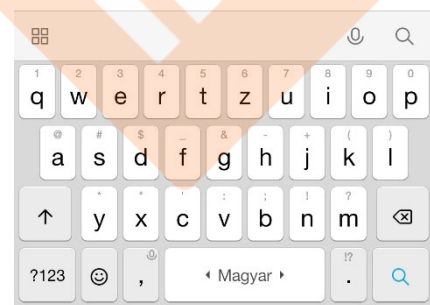 1 2 3 4 5 6 7 8 9 0
q w e r t z u i o p
@ # $ _ & - + ( )
a s d f g h j k l
* " ' : ; ! ?
y x c v b n m
!?
?123 , Magyar .